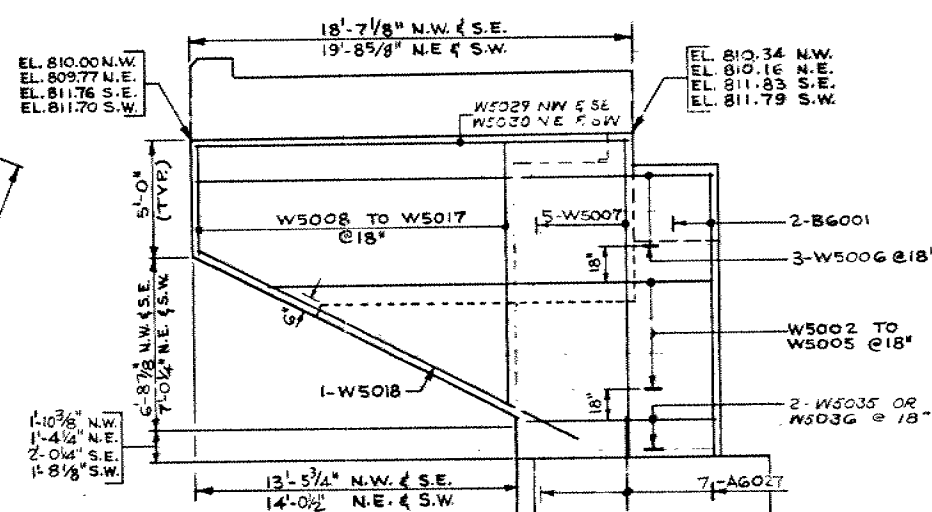 18'-7 1/8" N.W. & S.E.
19'-8 5/8" N.E & S.W.
EL. 810.00 N.W.
EL. 809.77 N.E.
EL. 811.76 S.E.
EL. 811.70 S.W.
EL. 810.34 N.W.
EL. 810.16 N.E.
EL. 811.83 S.E.
EL. 811.79 S.W.
W5029 NW & SE
W5030 NE & SW
5'-0"
(TYP.)
W5008 TO W5017
@18"
5-W5007
2-B6001
3-W5006 @18"
18"
W5002 TO
W5005 @18"
6"
6'-8 7/8 N.W. & S.E.
7'-0 1/4" N.E. & S.W.
1-W5018
18"
2-W5035 OR
W5036 @ 18"
1'-10 3/8" N.W.
1'-4 1/4" N.E.
2'-0 1/4" S.E.
1'-8 1/8" S.W.
13'-5 3/4" N.W. & S.E.
14'-0 1/2" N.E. & S.W.
7-A6027